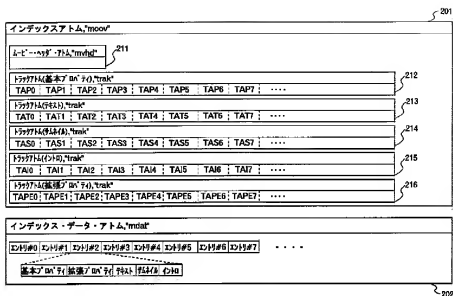 201
インデックスアトム,"moov"
ムービー・ヘッダ・アトム,"mvhd"
211
トラックアトム(基本プロパティ),"trak"
212
TAP0 TAP1 TAP2 TAP3 TAP4 TAP5 TAP6 TAP7 ‥‥
トラックアトム(テキスト),"trak"
213
TAT0 TAT1 TAT2 TAT3 TAT4 TAT5 TAT6 TAT7 ‥‥
トラックアトム(サムネイル),"trak"
214
TAS0 TAS1 TAS2 TAS3 TAS4 TAS5 TAS6 TAS7 ‥‥
トラックアトム(イントロ),"trak"
215
TAI0 TAI1 TAI2 TAI3 TAI4 TAI5 TAI6 TAI7 ‥‥
トラックアトム(拡張プロパティ),"trak"
216
TAPE0 TAPE1 TAPE2 TAPE3 TAPE4 TAPE5 TAPE6 TAPE7 ‥‥
インデックス・データ・アトム,"mdat"
エントリ#0 エントリ#1 エントリ#2 エントリ#3 エントリ#4 エントリ#5 エントリ#6 エントリ#7 ‥‥
基本プロパティ 拡張プロパティ テキスト サムネイル イントロ
202